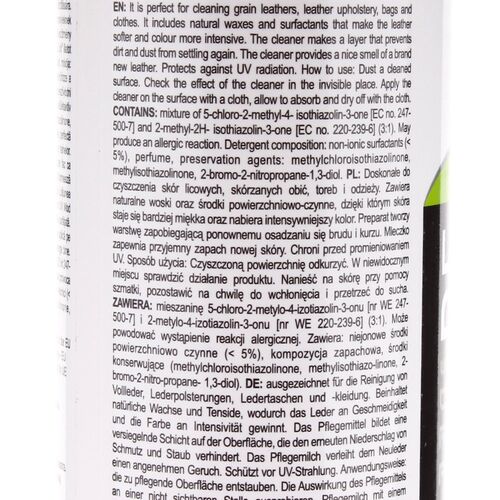 EN: It is perfect for cleaning grain leathers, leather upholstery, bags and
clothes. It includes natural waxes and surfactants that make the leather
softer and colour more intensive. The cleaner makes a layer that prevents
dirt and dust from settling again. The cleaner provides a nice smell of a brand
new leather. Protects against UV radiation. How to use: Dust a cleaned
surface. Check the effect of the cleaner in the invisible place. Apply the
cleaner on the surface with a cloth, allow to absorb and dry off with the cloth.
CONTAINS: mixture of 5-chloro-2-methyl-4- isothiazolin-3-one [EC no. 247-
500-7] and 2-methyl-2H- isothiazolin-3-one [EC no. 220-239-6] (3:1). May
produce an allergic reaction. Detergent composition: non-ionic surfactants (<
5%), perfume, preservation agents: methylchloroisothiazolinone,
methylisothiazolinone, 2-bromo-2-nitropropane-1,3-diol. PL: Doskonale do
czyszczenia skór licowych, skórzanych obić, toreb i odzieży. Zawiera
naturalne woski oraz środki powierzchniowo-czynne, dzięki którym skóra
staje się bardziej miękka oraz nabiera intensywniejszy kolor. Preparat tworzy
warstwę zapobiegającą ponownemu osadzaniu się brudu i kurzu. Mleczko
zapewnia przyjemny zapach nowej skóry. Chroni przed promieniowaniem
UV. Sposób użycia: Czyszczoną powierzchnię odkurzyć. W niewidocznym
miejscu sprawdzić działanie produktu. Nanieść na skórę przy pomocy
szmatki, pozostawić na chwilę do wchłonięcia i przetrzeć do sucha.
ZAWIERA: mieszaninę 5-chloro-2-metylo-4-izotiazolin-3-onu [nr WE 247-
500-7] i 2-metylo-4-izotiazolin-3-onu [nr WE 220-239-6] (3:1). Może
powodować wystąpienie reakcji alergicznej. Zawiera: niejonowe środki
powierzchniowo czynne (< 5%), kompozycja zapachowa, środki
konserwujące (methylchloroisothiazolinone, methylisothiazo-linone, 2-
bromo-2-nitro-propane- 1,3-diol). DE: ausgezeichnet für die Reinigung von
Vollleder, Lederpolsterungen, Ledertaschen und -kleidung. Beinhaltet
natürliche Wachse und Tenside, wodurch das Leder an Geschmeidigkeit
und die Farbe an Intensivität gewinnt. Das Pflegemittel bildet eine
versiegelnde Schicht auf der Oberfläche, die den erneuten Niederschlag von
Schmutz und Staub verhindert. Das Pflegemilch verleiht dem Neuleder
einen angenehmen Geruch. Schützt vor UV-Strahlung. Anwendungsweise:
die zu pflegende Oberfläche entstauben. Die Auswirkung des Pflegemittels
an einer nicht sichtbaren Stelle ausprobieren. Pflegemittel mithilfe